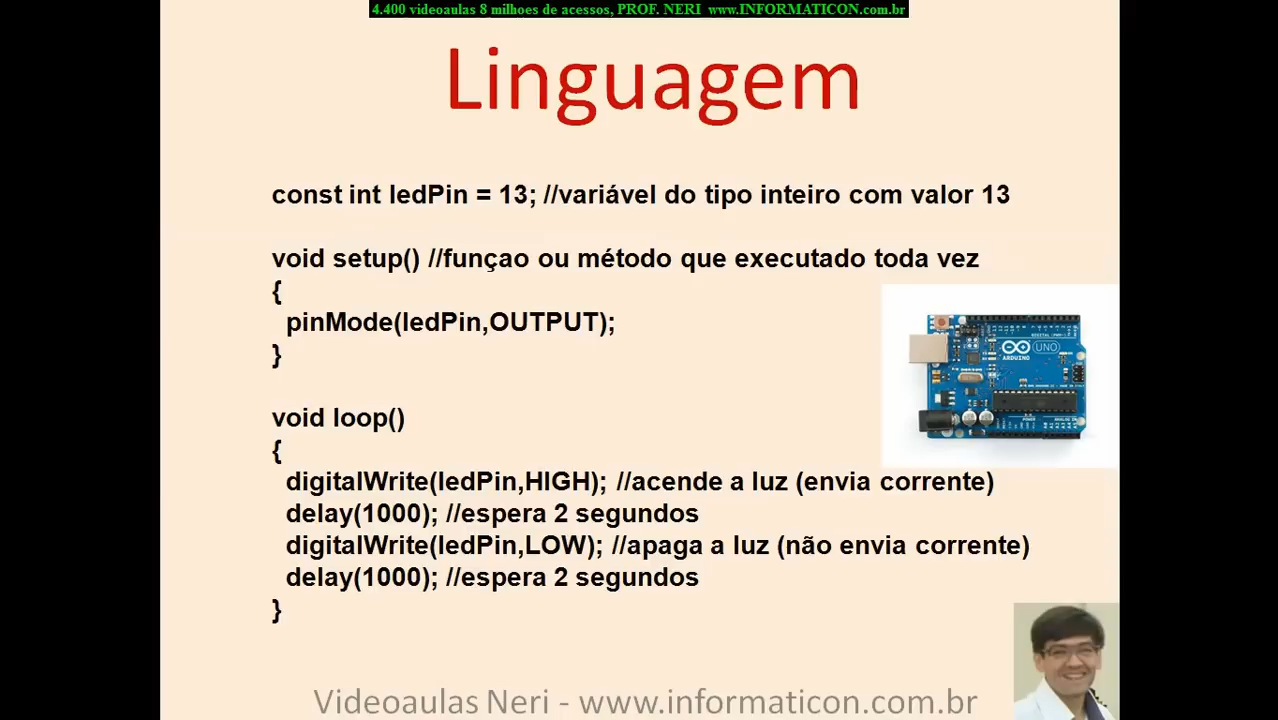 4.400 videoaulas 8 milhoes de acessos, PROF. NERI www.INFORMATICON.com.br
Linguagem
const int ledPin = 13; //variável do tipo inteiro com valor 13
void setup() //funçao ou método que executado toda vez
{
pinMode(ledPin,OUTPUT);
}
void loop()
{
digitalWrite(ledPin,HIGH); //acende a luz (envia corrente)
delay(1000); //espera 2 segundos
digitalWrite(ledPin,LOW); //apaga a luz (não envia corrente)
delay(1000); //espera 2 segundos
}
UNO
ARDUINO
Videoaulas Neri - www.informaticon.com.br